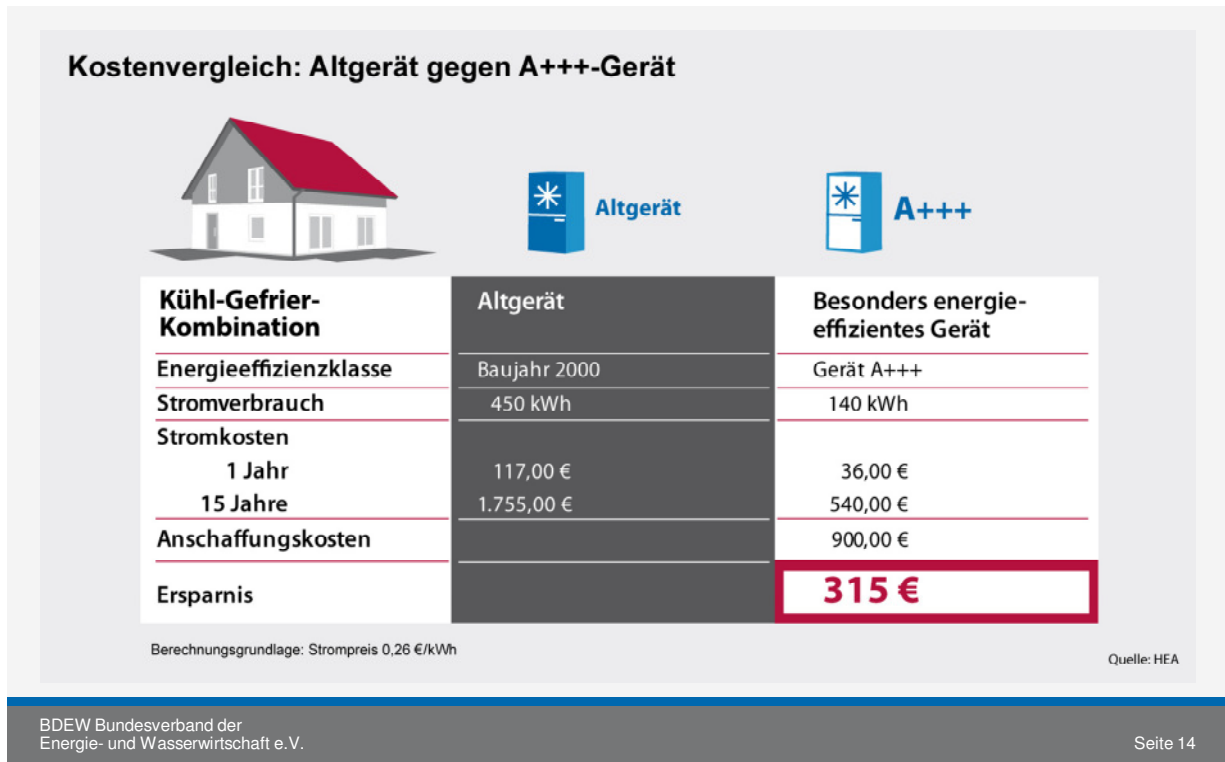 Kostenvergleich: Altgerät gegen A+++-Gerät
Altgerät
A+++
Kühl-Gefrier-
Kombination
Altgerät
Besonders energie-
effizientes Gerät
Energieeffizienzklasse Baujahr 2000 Gerät A+++
Stromverbrauch 450 kWh 140 kWh
Stromkosten
1 Jahr 117,00 € 36,00 €
15 Jahre 1.755,00 € 540,00 €
Anschaffungskosten 900,00 €
Ersparnis 315 €
Berechnungsgrundlage: Strompreis 0,26 €/kWh
Quelle: HEA
BDEW Bundesverband der
Energie- und Wasserwirtschaft e.V.
Seite 14